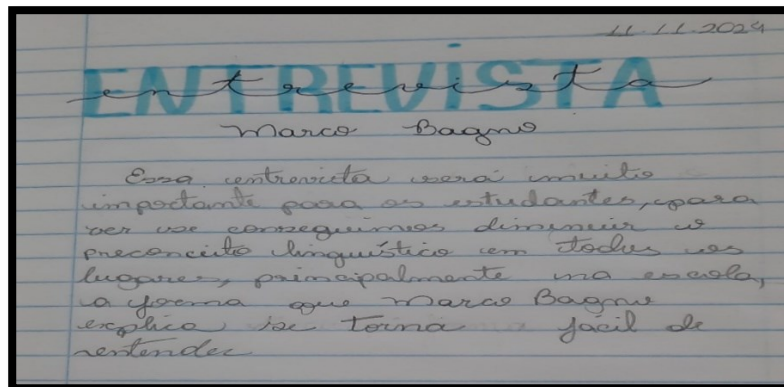 11.11.2024
ENTREVISTA
entrevista
Marco Bagno
Essa entrevista será muito
importante para os estudantes, para
ver se conseguimos diminuir o
preconceito linguístico em todos os
lugares, principalmente na escola,
a forma que Marco Bagno
explica se torna fácil de
entender